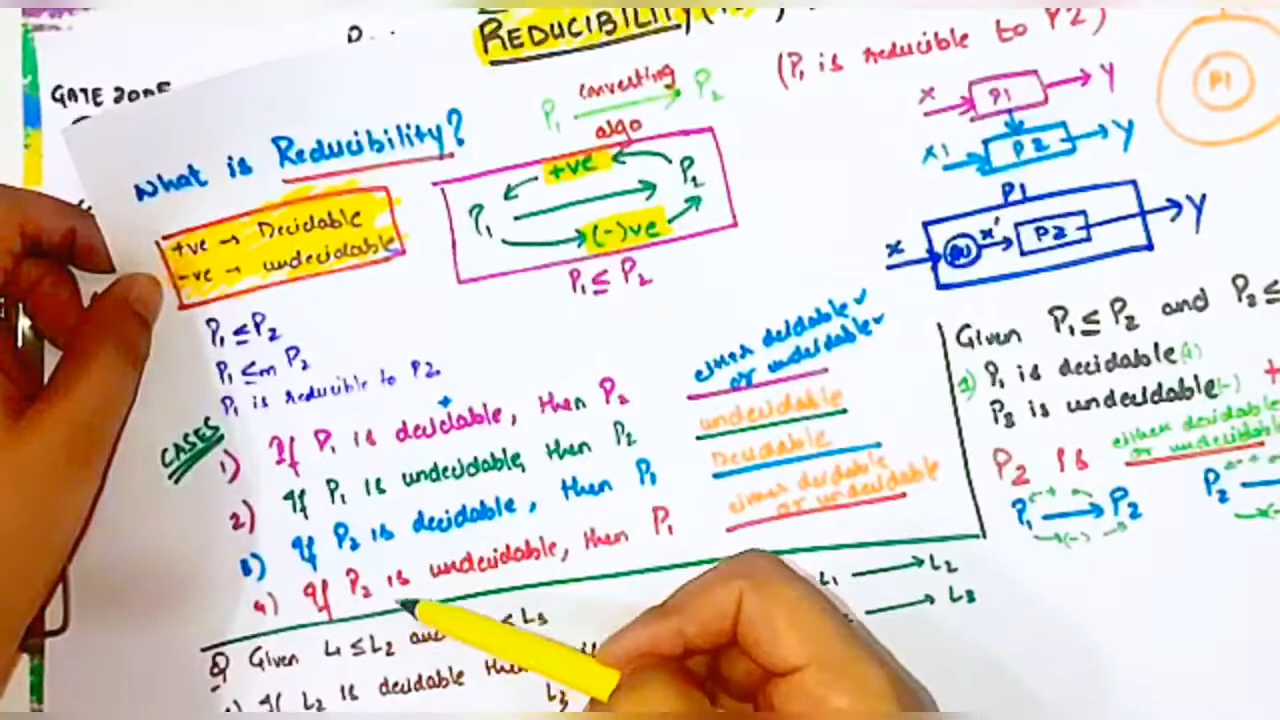 REDUCIBILITY
D..
GATE ZONE
(P1 is reducible to P2)
What is Reducibility?
P1 converting P2
algo
x P1 Y
x1 P2 Y
P1
+ve → Decidable
-ve → undecidable
+ve
P1 P2
(-)ve
P1 ≤ P2
P1
x x' P2 Y
P1 ≤ P2
P1 ≤m P2
P1 is reducible to P2
CASES
1) If P1 is decidable, then P2 either decidable ✓ or undecidable ✓
2) If P1 is undecidable, then P2 undecidable
3) If P2 is decidable, then P1 Decidable
4) If P2 is undecidable, then P1 either decidable or undecidable
Given P1 ≤ P2 and P2 ≤
1) P1 is decidable (+)
P3 is undecidable (-)
P2 is either decidable or undecidable
P1 → P2
(-)
P2
Q Given L1 ≤ L2 and ≤ L3
If L2 is decidable then
L3
L1 → L2
→ L3